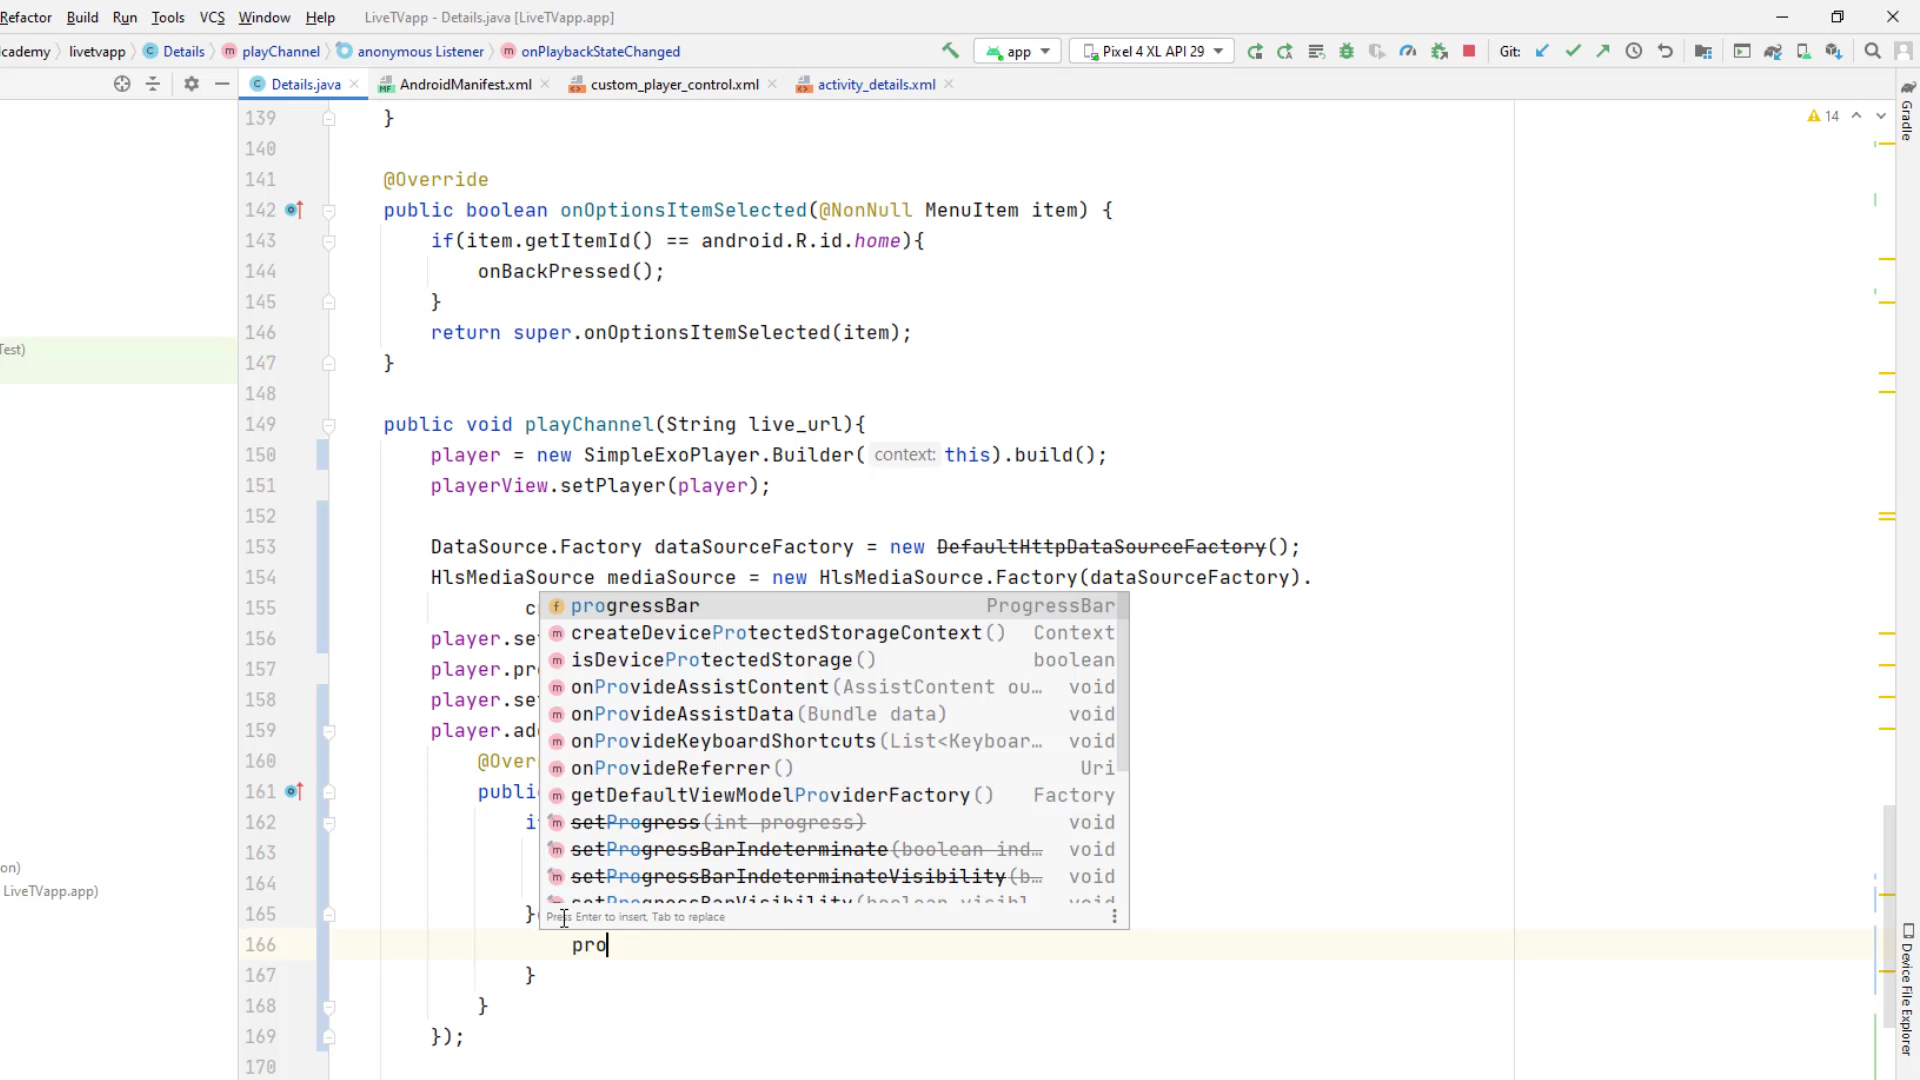 Refactor Build Run Tools VCS Window Help LiveTVapp - Details.java [LiveTVapp.app]
cademy livetvapp Details playChannel anonymous Listener onPlaybackStateChanged app Pixel 4 XL API 29 Git:
Details.java AndroidManifest.xml custom_player_control.xml activity_details.xml
14
Gradle
Test)
on)
LiveTVapp.app)
Device File Explorer
139 }
140
141 @Override
142 public boolean onOptionsItemSelected(@NonNull MenuItem item) {
143 if(item.getItemId() == android.R.id.home){
144 onBackPressed();
145 }
146 return super.onOptionsItemSelected(item);
147 }
148
149 public void playChannel(String live_url){
150 player = new SimpleExoPlayer.Builder( context: this).build();
151 playerView.setPlayer(player);
152
153 DataSource.Factory dataSourceFactory = new DefaultHttpDataSourceFactory();
154 HlsMediaSource mediaSource = new HlsMediaSource.Factory(dataSourceFactory).
155 c
156 player.se
157 player.pr
158 player.se
159 player.ad
160 @Over
161 publi
162 i
163
164
165 }
166 pro
167 }
168 }
169 });
170
progressBar ProgressBar
createDeviceProtectedStorageContext() Context
isDeviceProtectedStorage() boolean
onProvideAssistContent(AssistContent ou… void
onProvideAssistData(Bundle data) void
onProvideKeyboardShortcuts(List<Keyboar… void
onProvideReferrer() Uri
getDefaultViewModelProviderFactory() Factory
setProgress(int progress) void
setProgressBarIndeterminate(boolean ind… void
setProgressBarIndeterminateVisibility(b… void
setProgressBarVisibility(boolean visibl… void
Press Enter to insert, Tab to replace